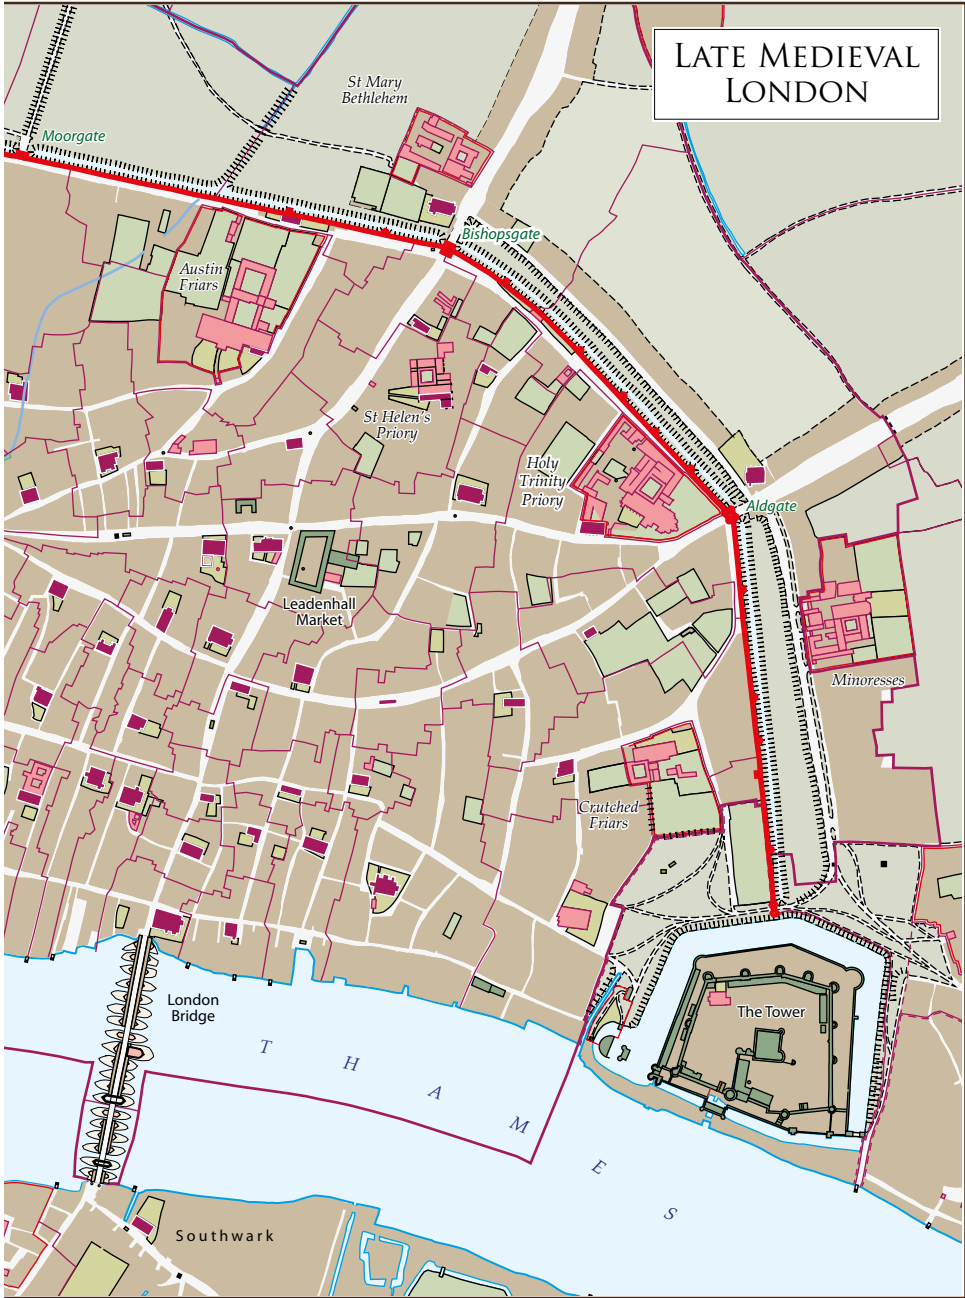 LATE MEDIEVAL
LONDON
St Mary
Bethlehem
Moorgate
Bishopsgate
Austin
Friars
St Helen's
Priory
Holy
Trinity
Priory
Aldgate
Leadenhall
Market
Minoresses
Crutched
Friars
London
Bridge
The Tower
THAMES
Southwark